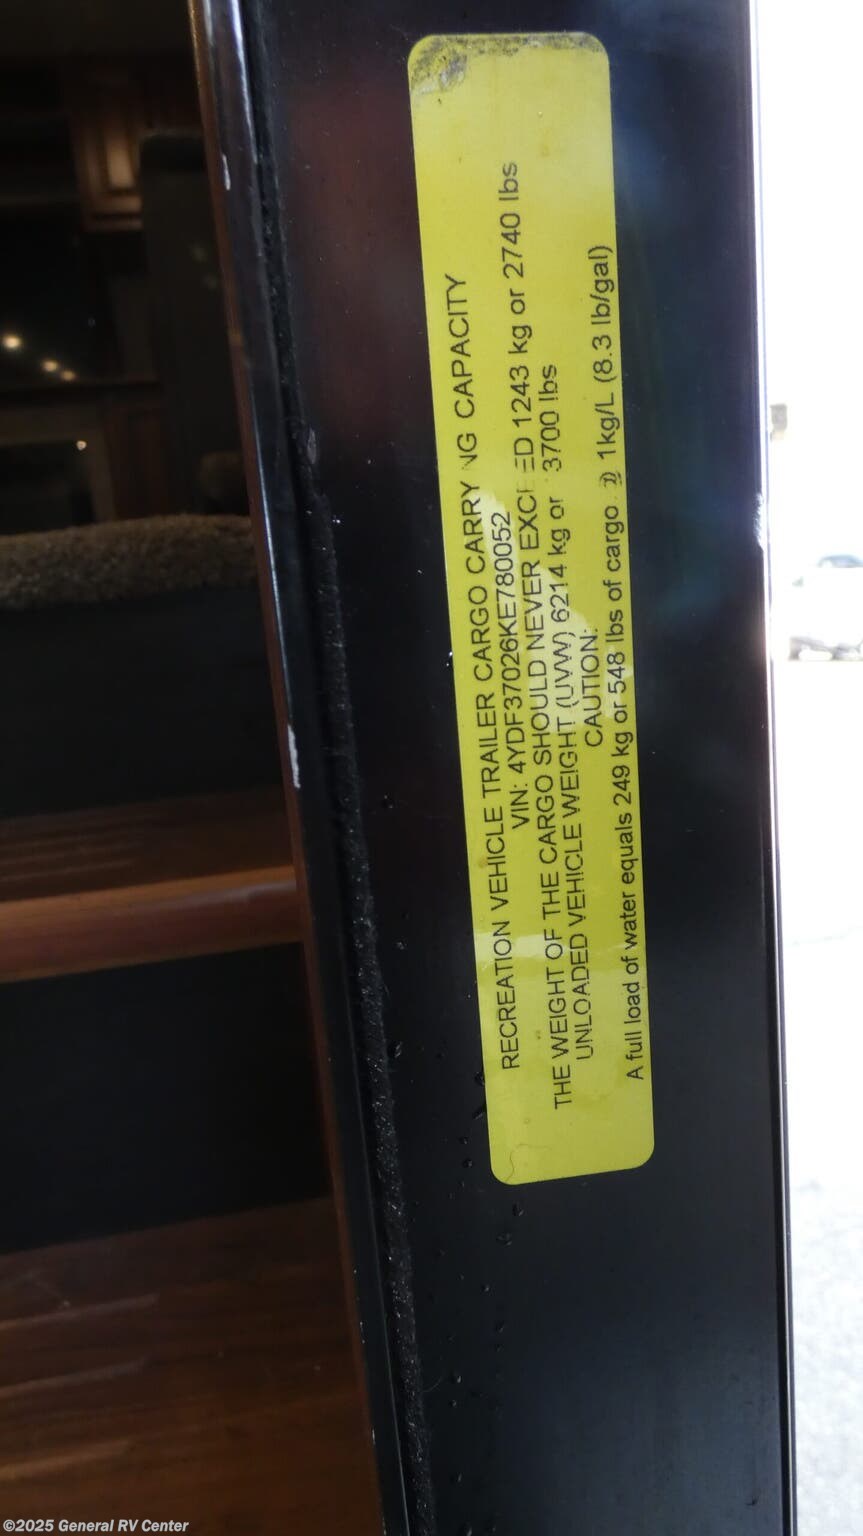 RECREATION VEHICLE TRAILER CARGO CARRY NG CAPACITY
VIN: 4YDF37026KE780052
THE WEIGHT OF THE CARGO SHOULD NEVER EXCEED 1243 kg or 2740 lbs
UNLOADED VEHICLE WEIGHT (UVW) 6214 kg or 3700 lbs
CAUTION:
A full load of water equals 249 kg or 548 lbs of cargo @ 1kg/L (8.3 lb/gal)
©2025 General RV Center